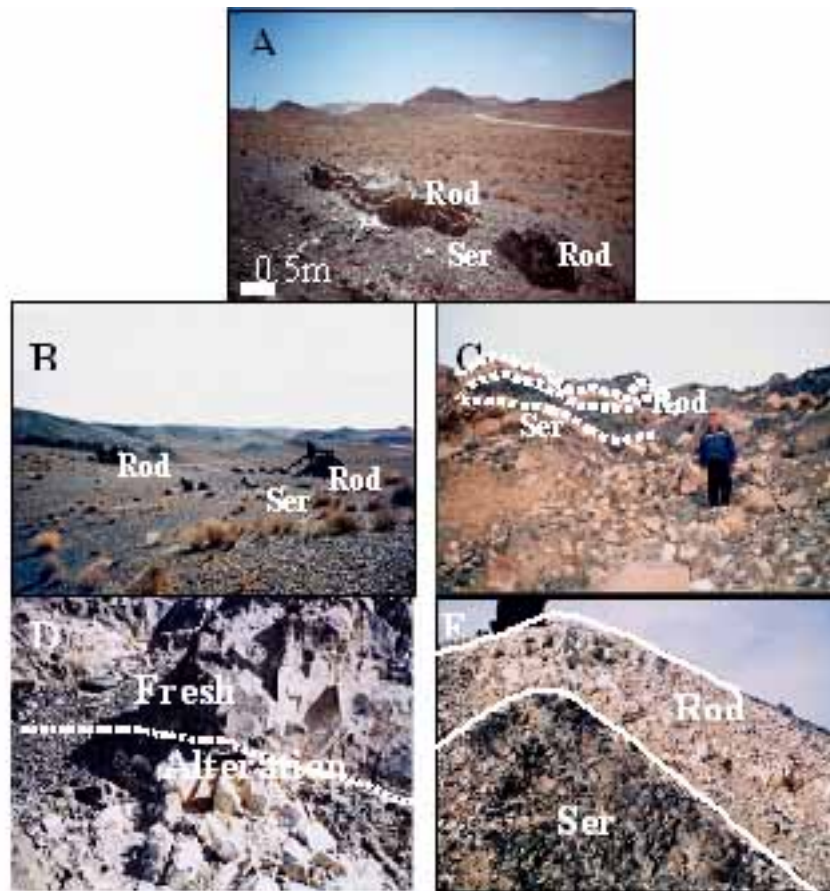 A
Rod
Ser Rod
0.5m
B
Rod Rod
Ser
C
Rod
Ser
D
Fresh
Alteration
E
Rod
Ser